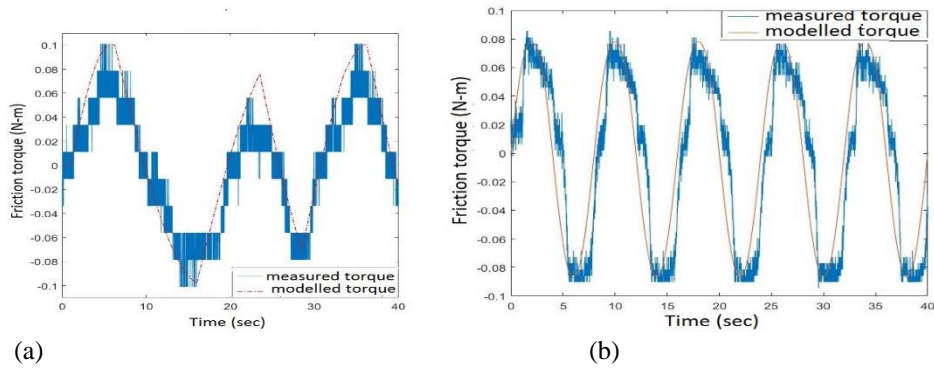 0.1
0.08
0.06
0.04
0.02
0
-0.02
-0.04
-0.06
-0.08
-0.1
Friction torque (N-m)
measured torque
modelled torque
0 10 20 30 40
Time (sec)
(a)
measured torque
modelled torque
0.1
0.08
0.06
0.04
0.02
0
-0.02
-0.04
-0.06
-0.08
0.1
Friction torque (N-m)
0 5 10 15 20 25 30 35 40
Time (sec)
(b)